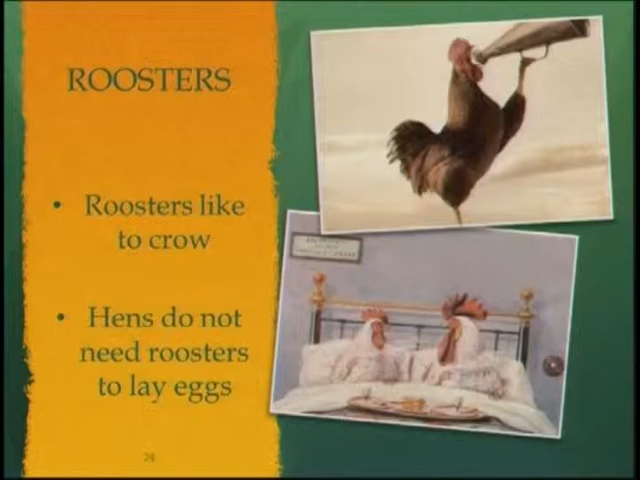 ROOSTERS
• Roosters like
to crow
• Hens do not
need roosters
to lay eggs